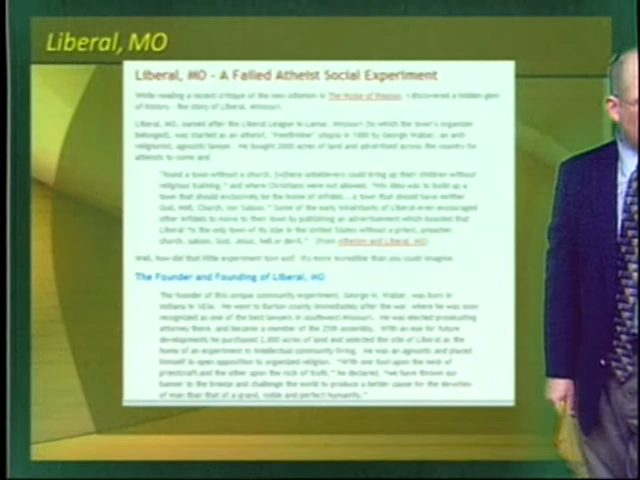 Liberal, MO
Liberal, MO - A Failed Atheist Social Experiment
While reading a recent critique of the new atheism in The House of Reason, I discovered a hidden gem
of history - the story of Liberal, Missouri.
Liberal, MO, named after the Liberal League in Lamar, Missouri (to which the town's organizer
belonged), was started as an atheist, "freethinker" utopia in 1880 by George Walser, an anti-
religionist, agnostic lawyer. He bought 2000 acres of land and advertised across the country for
atheists to come and
"found a town without a church, [w]here unbelievers could bring up their children without
religious training," and where Christians were not allowed. "His idea was to build up a
town that should exclusively be the home of Infidels...a town that should have neither
God, Hell, Church, nor Saloon." Some of the early inhabitants of Liberal even encouraged
other infidels to move to their town by publishing an advertisement which boasted that
Liberal "is the only town of its size in the United States without a priest, preacher,
church, saloon, God, Jesus, hell or devil." (from Atheism and Liberal, MO)
Well, how did that little experiment turn out? It's more incredible than you could imagine.
The Founder and Founding of Liberal, MO
The founder of this unique community experiment, George H. Walser, was born in
Indiana in 1834. He went to Barton county immediately after the war, where he was soon
recognized as one of the best lawyers in southwest Missouri. He was elected prosecuting
attorney there, and became a member of the 25th assembly. With an eye for future
developments he purchased 2,000 acres of land and selected the site of Liberal as the
home of an experiment in intellectual community living. He was an agnostic and placed
himself in open opposition to organized religion. "With one foot upon the neck of
priestcraft and the other upon the rock of truth," he declared, "we have thrown our
banner to the breeze and challenge the world to produce a better cause for the devotion
of man than that of a grand, noble and perfect humanity."